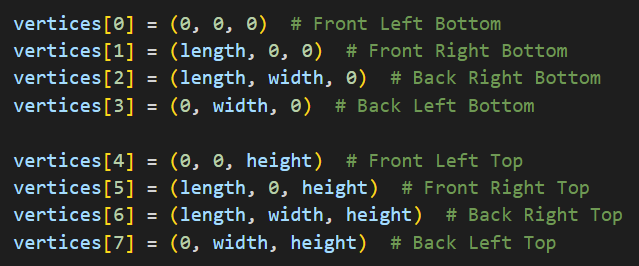 vertices[0] = (0, 0, 0)  # Front Left Bottom
vertices[1] = (length, 0, 0)  # Front Right Bottom
vertices[2] = (length, width, 0)  # Back Right Bottom
vertices[3] = (0, width, 0)  # Back Left Bottom
vertices[4] = (0, 0, height)  # Front Left Top
vertices[5] = (length, 0, height)  # Front Right Top
vertices[6] = (length, width, height)  # Back Right Top
vertices[7] = (0, width, height)  # Back Left Top